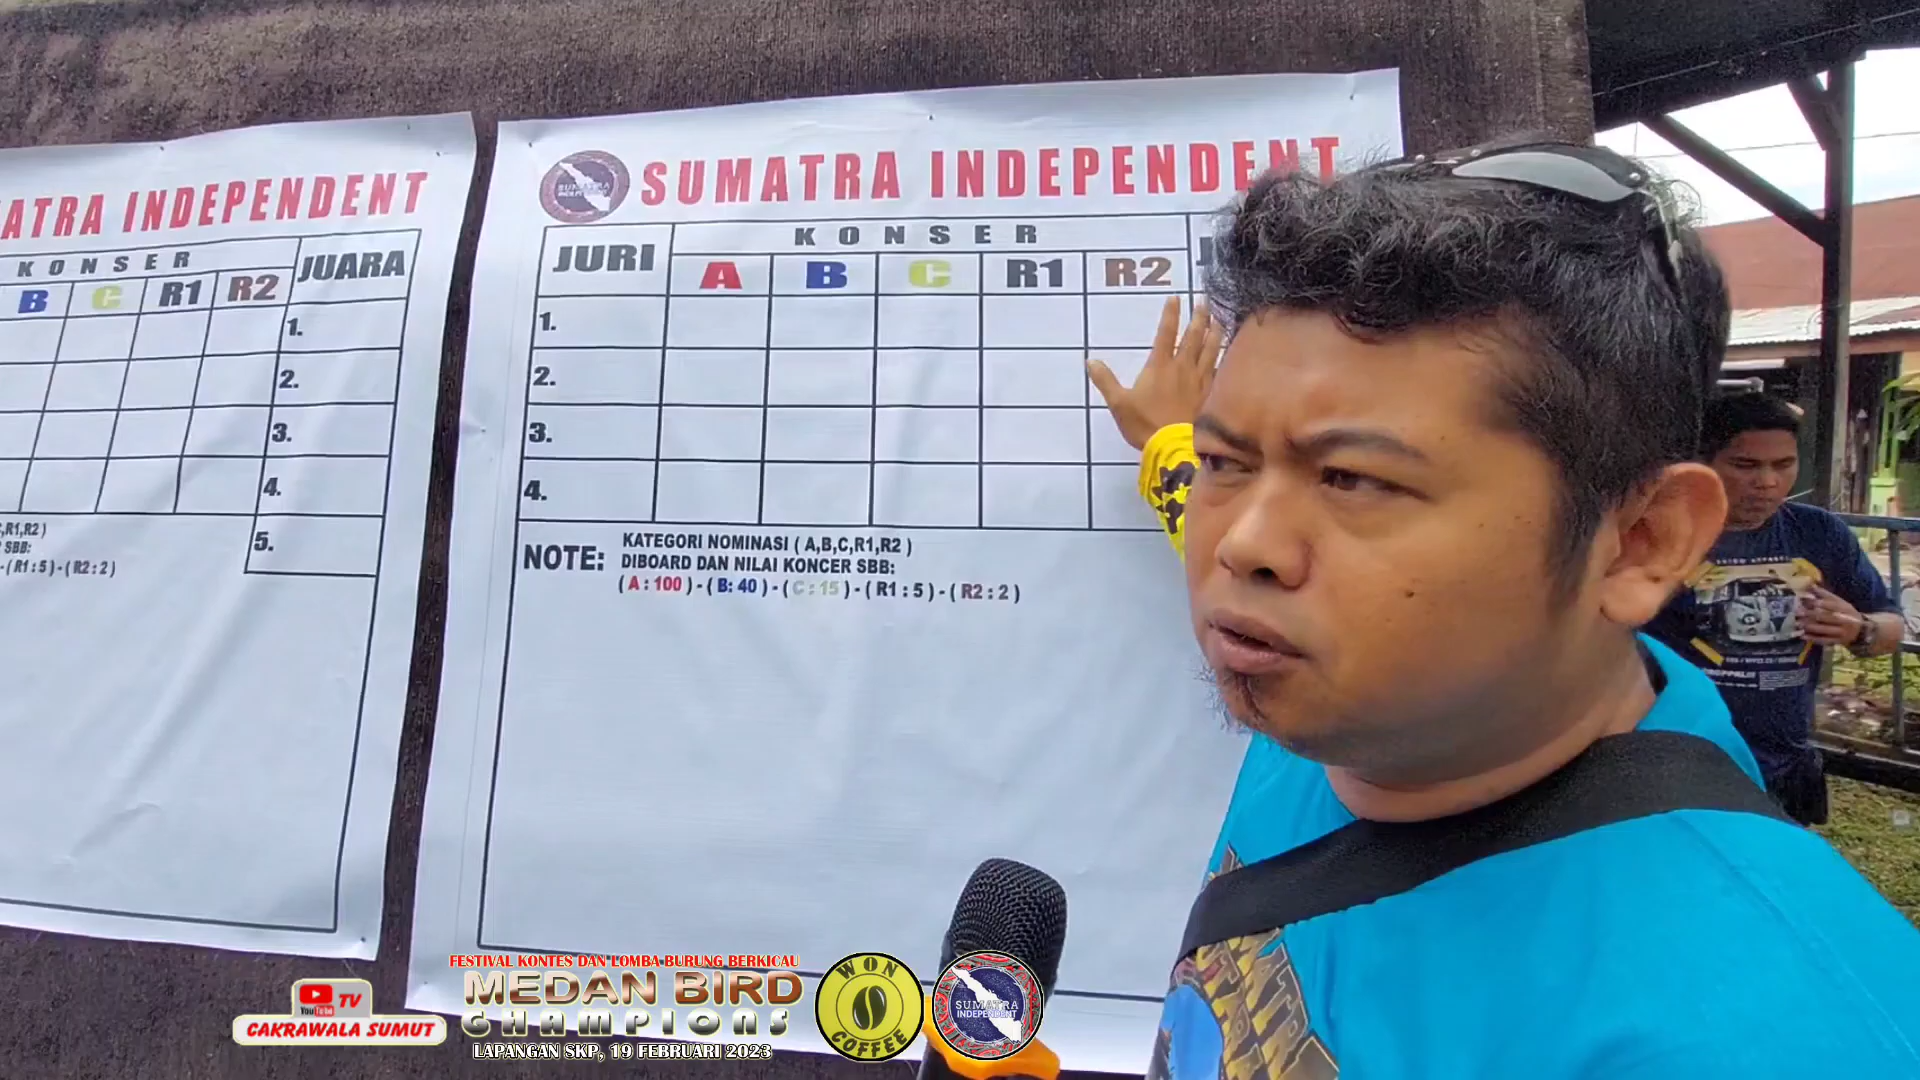 ATRA INDEPENDENT
KONSER
JUARA
B C R1 R2
1.
2.
3.
4.
5.
,R1,R2 )
SBB:
- ( R1 : 5 ) - ( R2 : 2 )
SUMATRA INDEPENDENT
SUMATRA INDEPENDENT
JURI
KONSER
A B C R1 R2
1.
2.
3.
4.
NOTE:
KATEGORI NOMINASI ( A,B,C,R1,R2 )
DIBOARD DAN NILAI KONCER SBB:
( A : 100 ) - ( B: 40 ) - ( C : 15 ) - ( R1 : 5 ) - ( R2 : 2 )
TV
YouTube
CAKRAWALA SUMUT
FESTIVAL KONTES DAN LOMBA BURUNG BERKICAU
MEDAN BIRD
CHAMPIONS
LAPANGAN SKP, 19 FEBRUARI 2023
WON
COFFEE
SUMATRA
INDEPENDENT